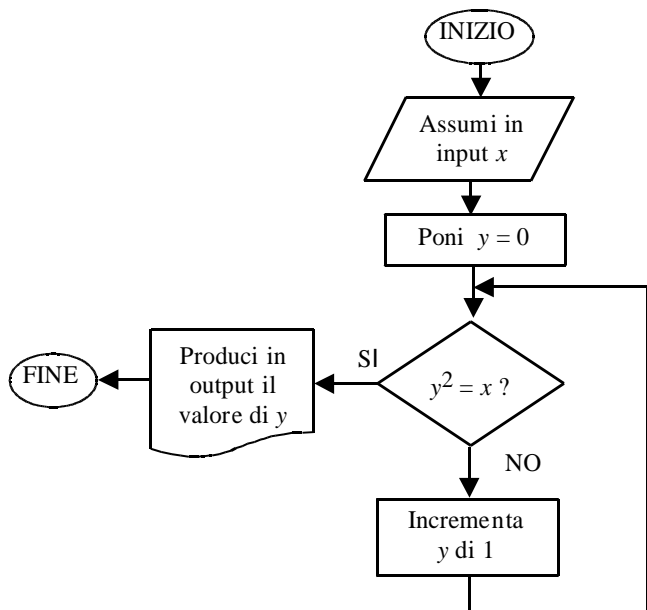 INIZIO
Assumi in
input x
Poni y = 0
y² = x ?
SI
Produci in
output il
valore di y
FINE
NO
Incrementa
y di 1